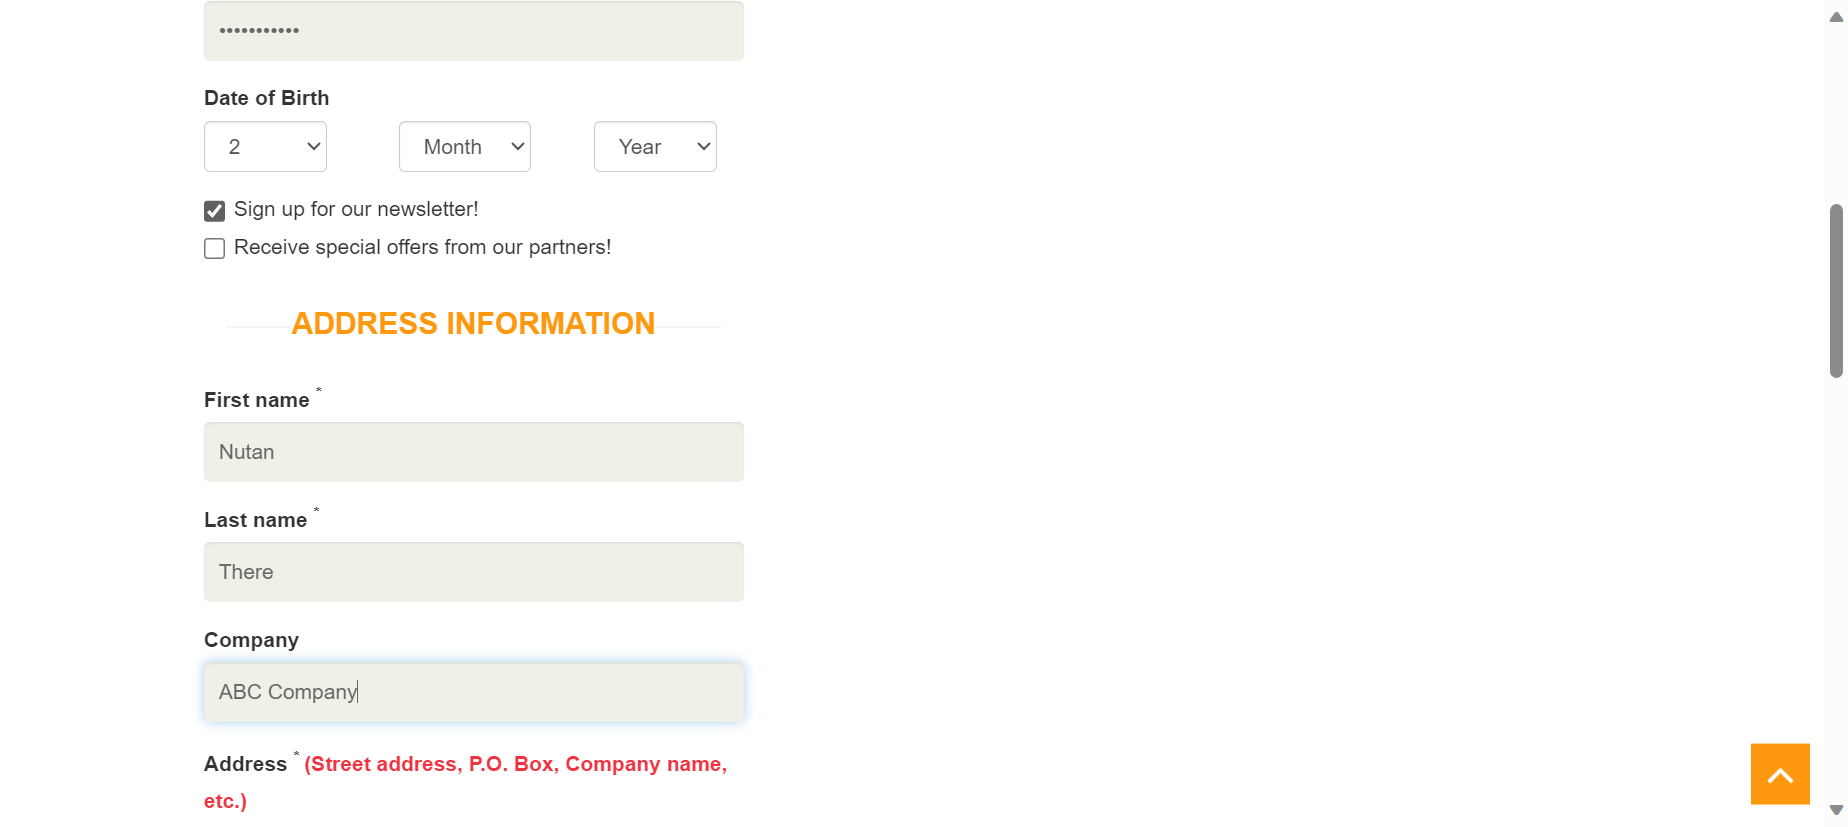 •••••••••••
Date of Birth
2 Month Year
Sign up for our newsletter!
Receive special offers from our partners!
ADDRESS INFORMATION
First name *
Nutan
Last name *
There
Company
ABC Company
Address * (Street address, P.O. Box, Company name,
etc.)